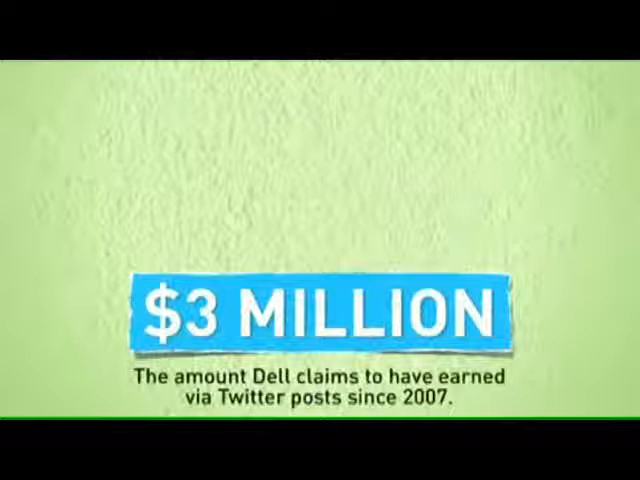 $3 MILLION
The amount Dell claims to have earned
via Twitter posts since 2007.